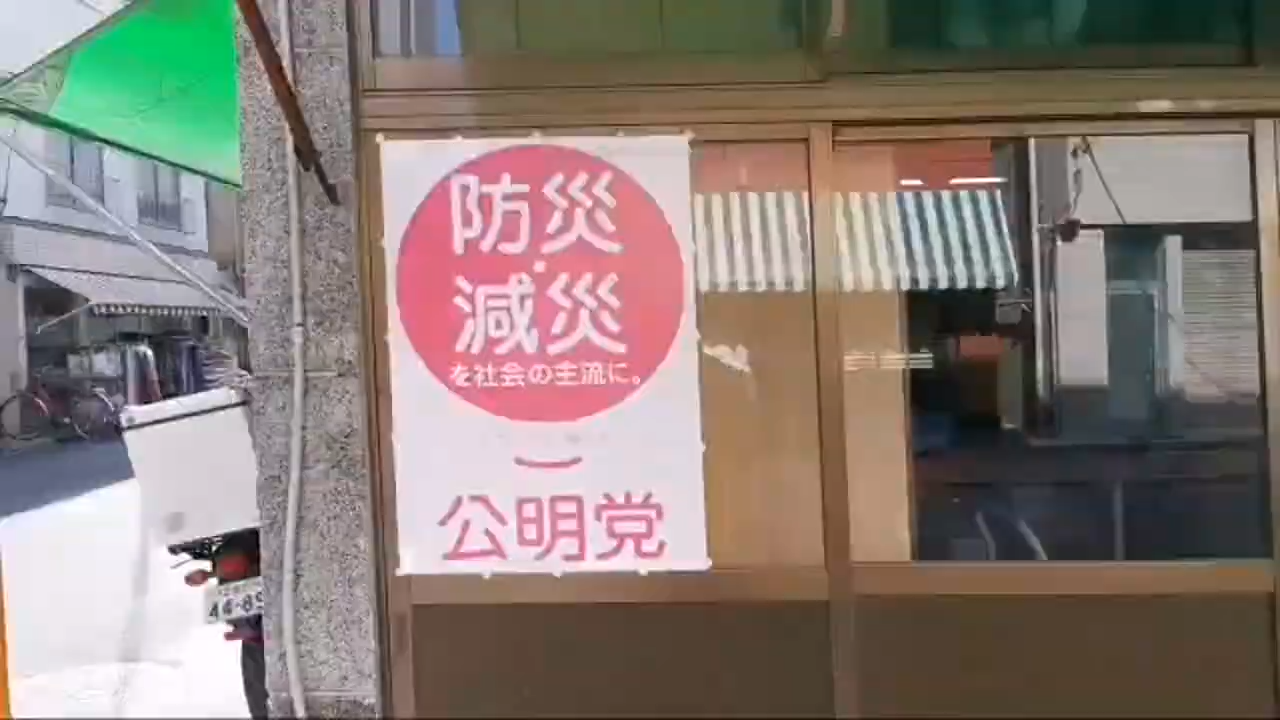 防災
・
減災
を社会の主流に。
公明党